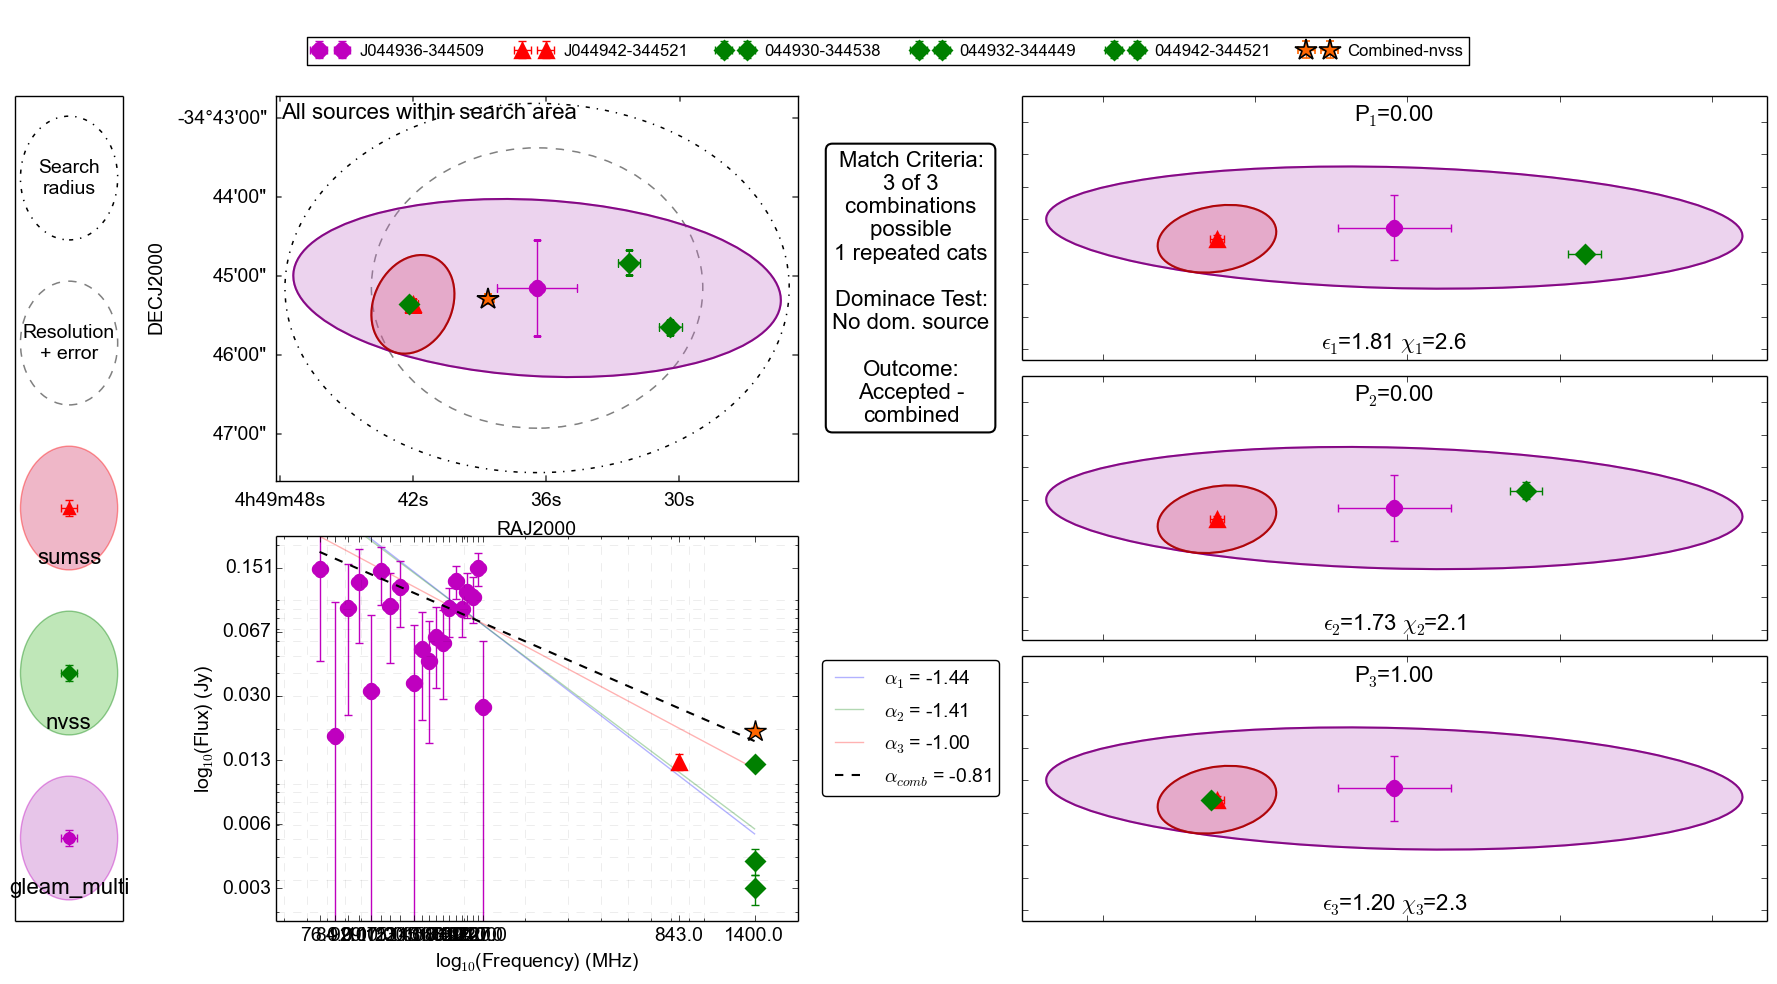 J044936-344509 J044942-344521 044930-344538 044932-344449 044942-344521 Combined-nvss
Search
radius
Resolution
+ error
sumss
nvss
gleam_multi
All sources within search area
DECJ2000
-34°43'00"
44'00"
45'00"
46'00"
47'00"
4h49m48s 42s 36s 30s
RAJ2000
Match Criteria:
3 of 3
combinations
possible
1 repeated cats
Dominace Test:
No dom. source
Outcome:
Accepted -
combined
log₁₀(Flux) (Jy)
0.151
0.067
0.030
0.013
0.006
0.003
843.0 1400.0
log₁₀(Frequency) (MHz)
α₁ = -1.44
α₂ = -1.41
α₃ = -1.00
α_comb = -0.81
P₁=0.00
ϵ₁=1.81 χ₁=2.6
P₂=0.00
ϵ₂=1.73 χ₂=2.1
P₃=1.00
ϵ₃=1.20 χ₃=2.3